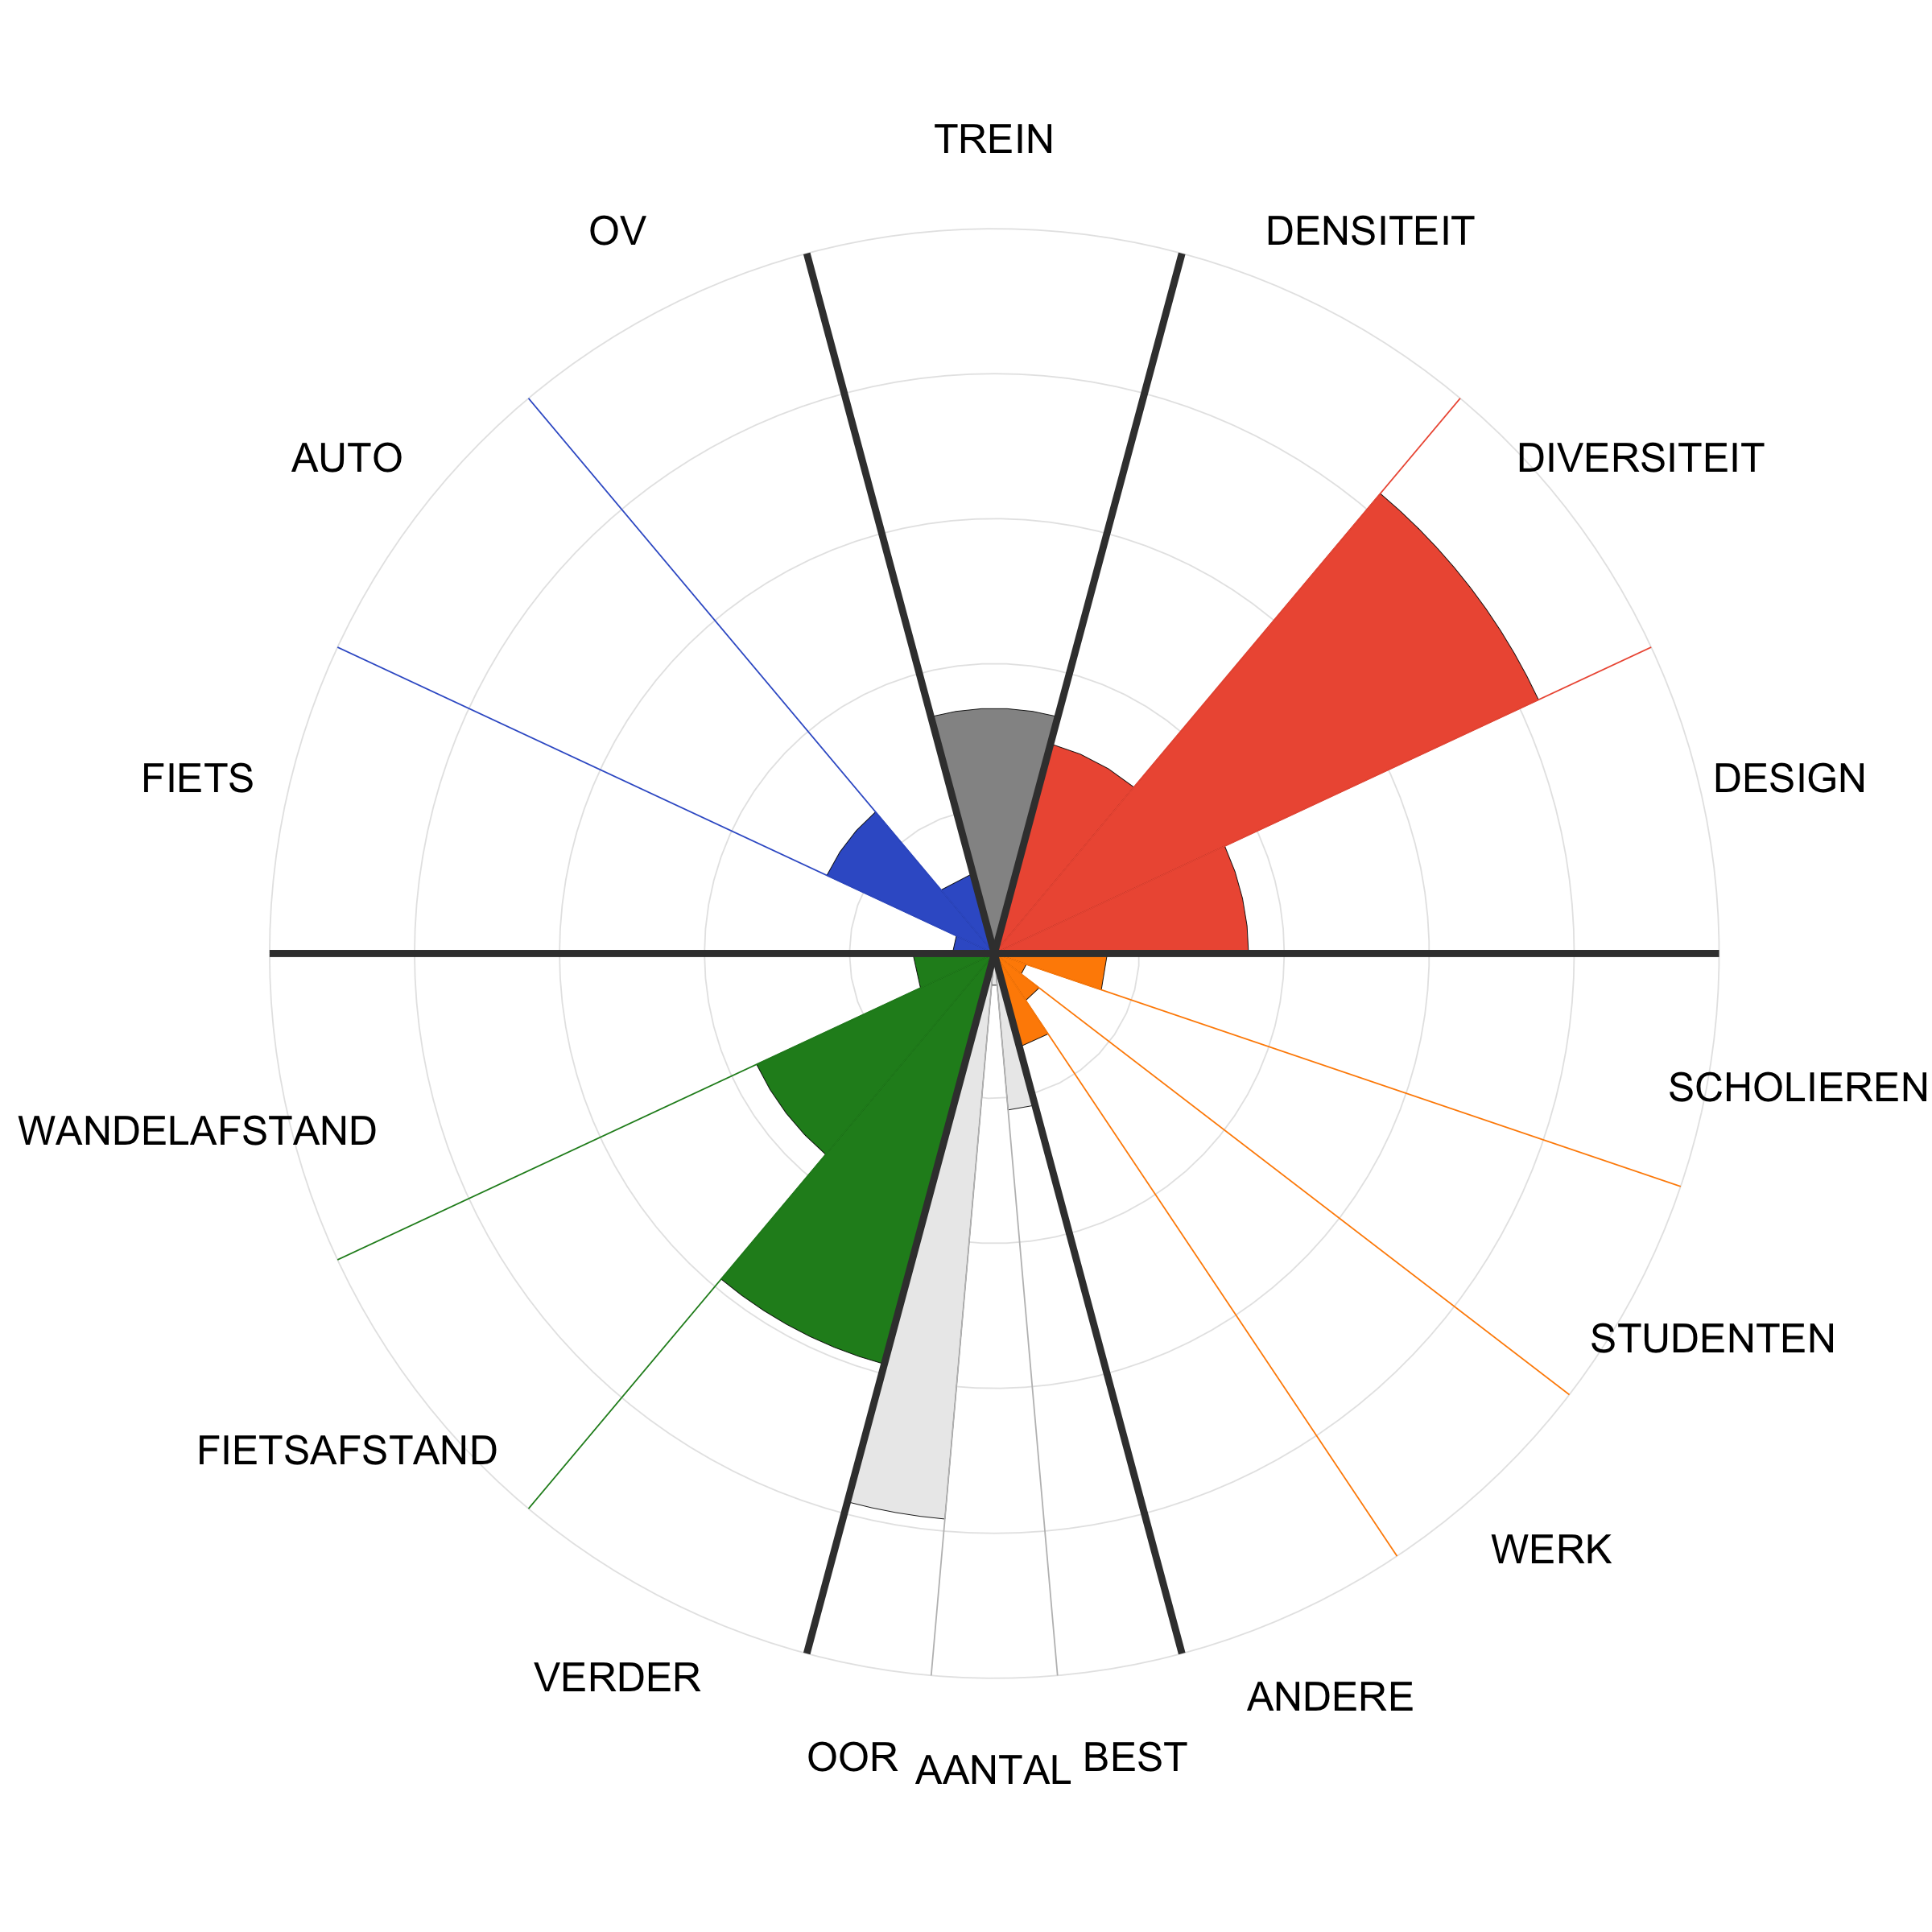 TREIN
OV
DENSITEIT
AUTO
DIVERSITEIT
FIETS
DESIGN
WANDELAFSTAND
SCHOLIEREN
STUDENTEN
FIETSAFSTAND
WERK
VERDER
ANDERE
OOR
AANTAL
BEST